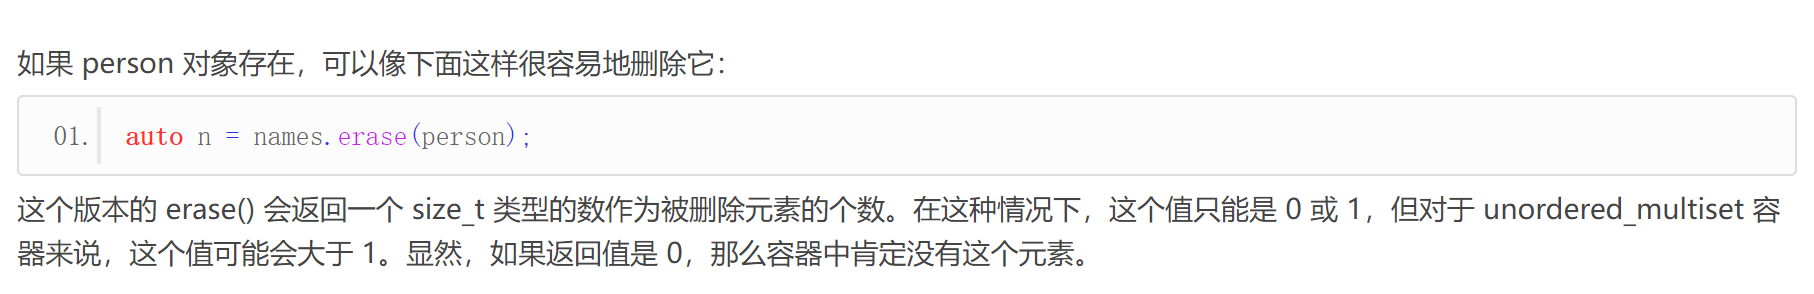 如果 person 对象存在，可以像下面这样很容易地删除它：
01. auto n = names.erase(person);
这个版本的 erase() 会返回一个 size_t 类型的数作为被删除元素的个数。在这种情况下，这个值只能是 0 或 1，但对于 unordered_multiset 容
器来说，这个值可能会大于 1。显然，如果返回值是 0，那么容器中肯定没有这个元素。